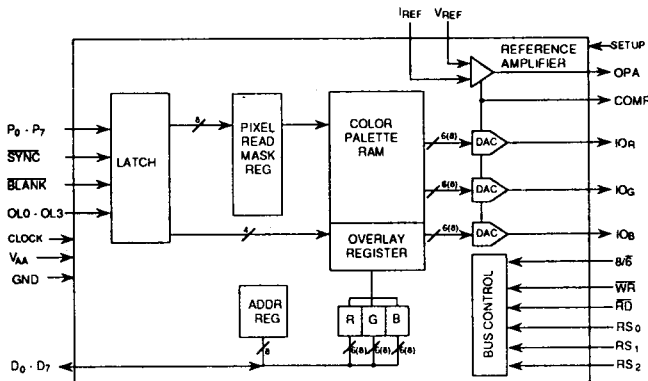 IREF
VREF
REFERENCE
AMPLIFIER
SETUP
OPA
COMP
P0 - P7
SYNC
BLANK
OL0 - OL3
CLOCK
VAA
GND
LATCH
8
PIXEL
READ
MASK
REG
COLOR
PALETTE
RAM
6(8)
DAC
IOR
6(8)
DAC
IOG
4
OVERLAY
REGISTER
6(8)
DAC
IOB
ADDR
REG
R G B
BUS CONTROL
8/6
WR
RD
RS0
RS1
RS2
D0 - D7
8
6(8) 6(8) 6(8)